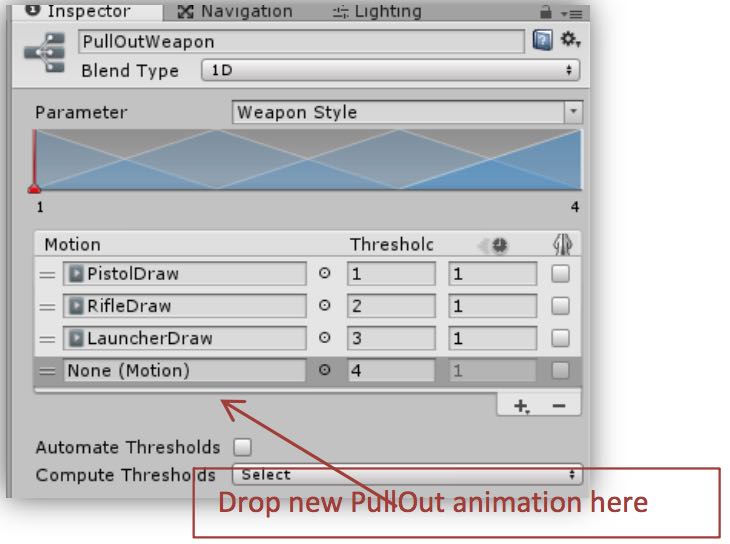 Inspector Navigation Lighting
PullOutWeapon
Blend Type 1D
Parameter Weapon Style
1 4
Motion Thresholc
PistolDraw 1 1
RifleDraw 2 1
LauncherDraw 3 1
None (Motion) 4 1
Automate Thresholds
Compute Thresholds Select
Drop new PullOut animation here